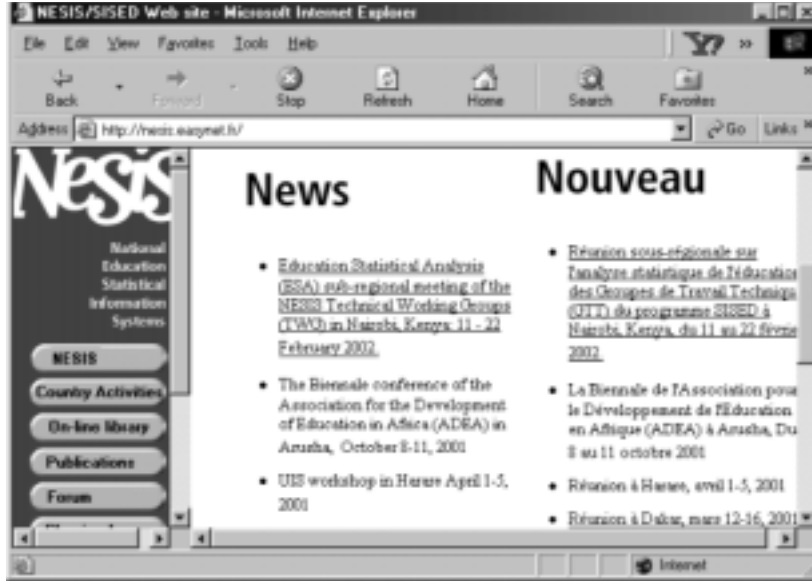 NESIS/SISED Web site - Microsoft Internet Explorer
File Edit View Favorites Tools Help
Back Forward Stop Refresh Home Search Favorites
Address http://nesis.easynet.fr/ Go Links
Nesis
National
Education
Statistical
Information
Systems
NESIS
Country Activities
On-line library
Publications
Forum
News
Education Statistical Analysis
(ESA) sub-regional meeting of the
NESIS Technical Working Groups
(TWG) in Nairobi, Kenya: 11 - 22
February 2002.
The Biennale conference of the
Association for the Development
of Education in Africa (ADEA) in
Arusha, October 8-11, 2001
UIS workshop in Harare April 1-5,
2001
Nouveau
Réunion sous-régionale sur
l'analyse statistique de l'éducation
des Groupes de Travail Techniqu
(GTT) du programme SISED à
Nairobi, Kenya, du 11 au 22 févrie
2002.
La Biennale de l'Association pour
le Développement de l'Education
en Afrique (ADEA) à Arusha, Du
8 au 11 octobre 2001
Réunion à Harare, avril 1-5, 2001
Réunion à Dakar, mars 12-16, 2001
Internet